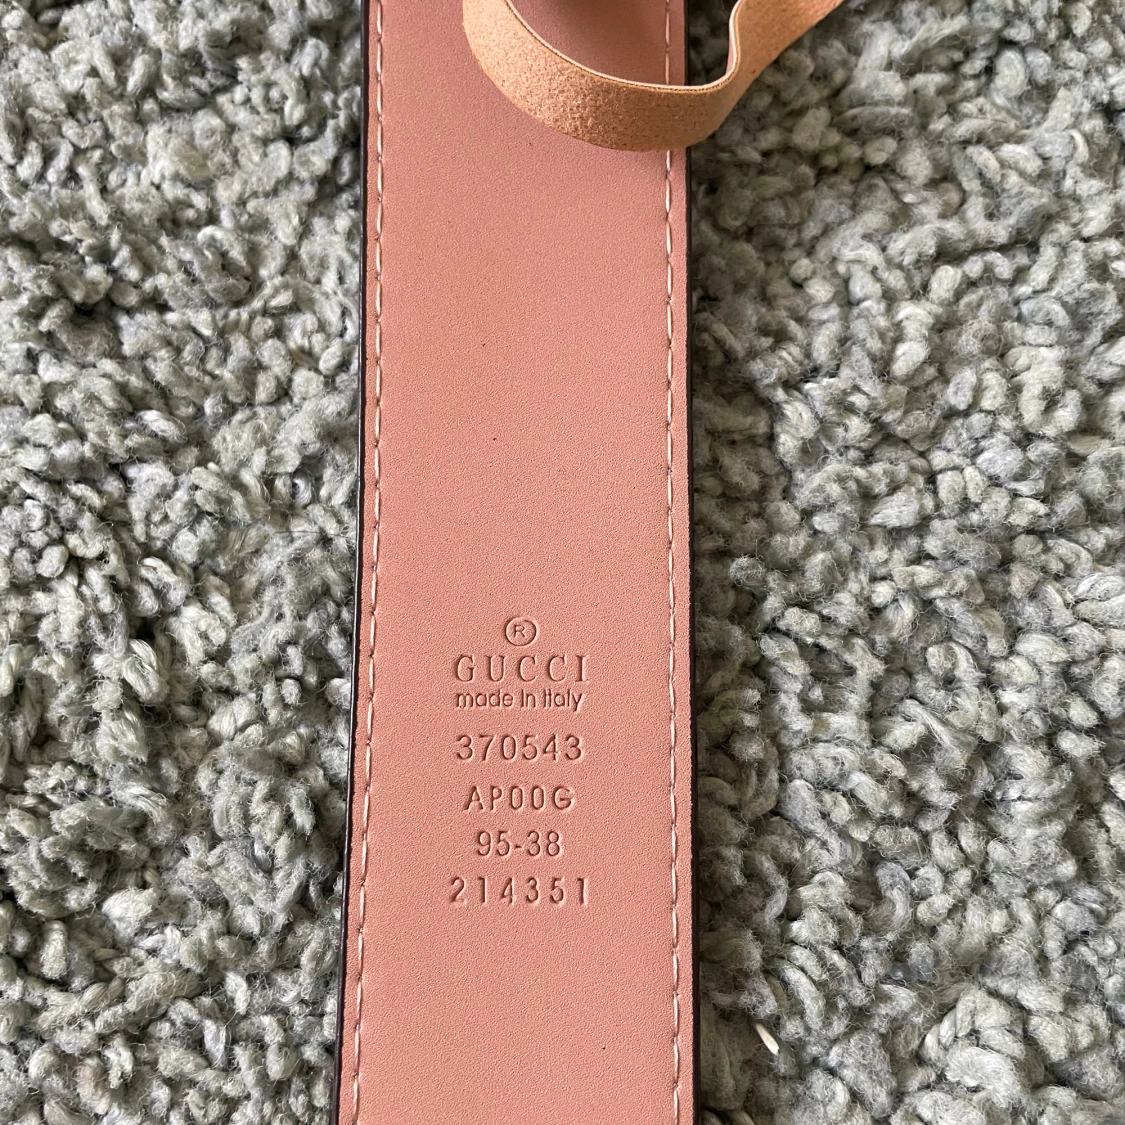 ®
GUCCI
made in Italy
370543
AP00G
95-38
214351